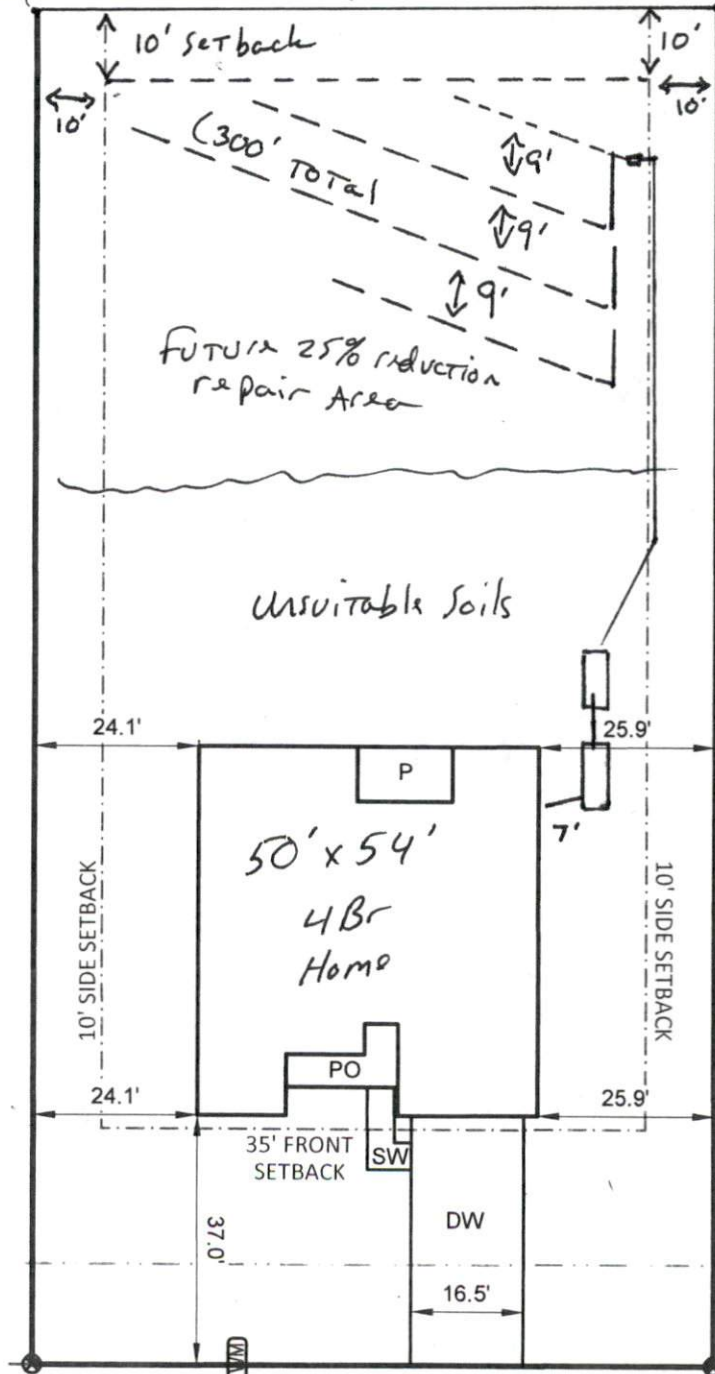 10' Setback
10'
10'
10'
(300' Total
9'
9'
9'
Future 25% reduction
repair Area
Unsuitable Soils
24.1'
25.9'
P
7'
50' x 54'
4Br
Home
10' SIDE SETBACK
10' SIDE SETBACK
PO
24.1'
25.9'
35' FRONT
SETBACK
SW
DW
37.0'
16.5'
WM